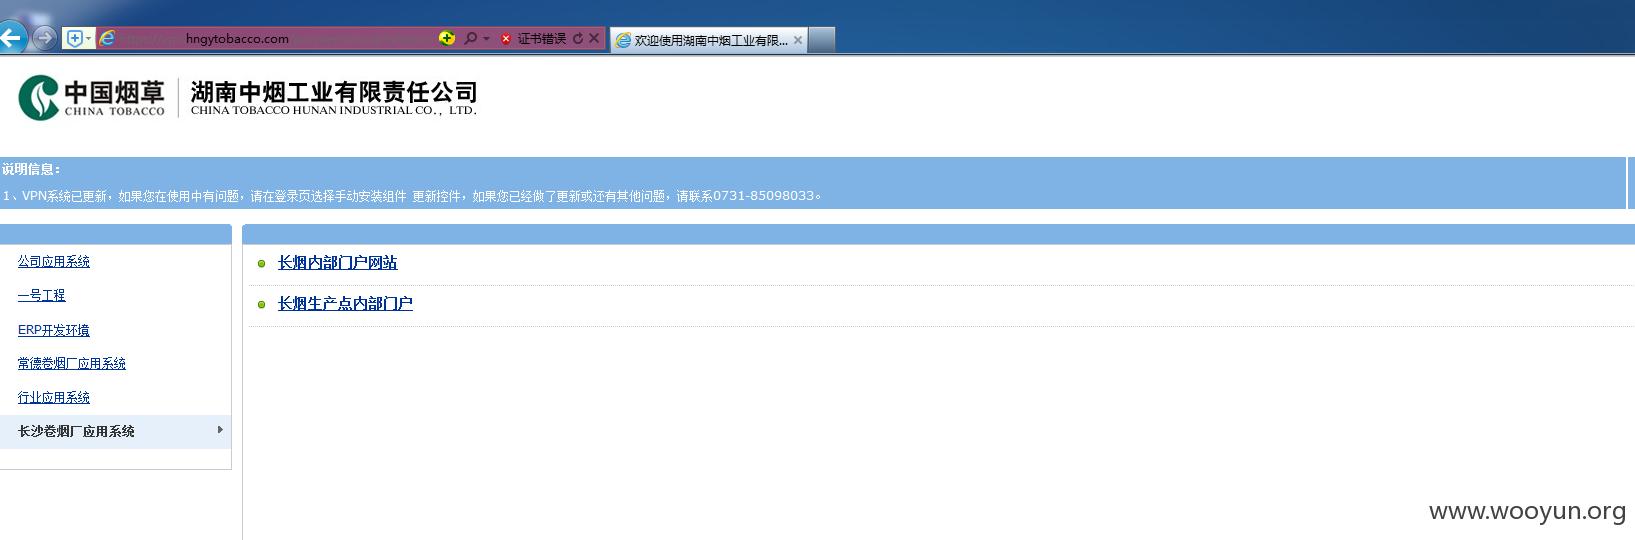 hngytobacco.com
证书错误
欢迎使用湖南中烟工业有限...
中国烟草
CHINA TOBACCO
湖南中烟工业有限责任公司
CHINA TOBACCO HUNAN INDUSTRIAL CO., LTD.
说明信息：
1、VPN系统已更新，如果您在使用中有问题，请在登录页选择手动安装组件 更新控件，如果您已经做了更新或还有其他问题，请联系0731-85098033。
公司应用系统
一号工程
ERP开发环境
常德卷烟厂应用系统
行业应用系统
长沙卷烟厂应用系统
长烟内部门户网站
长烟生产点内部门户
www.wooyun.org